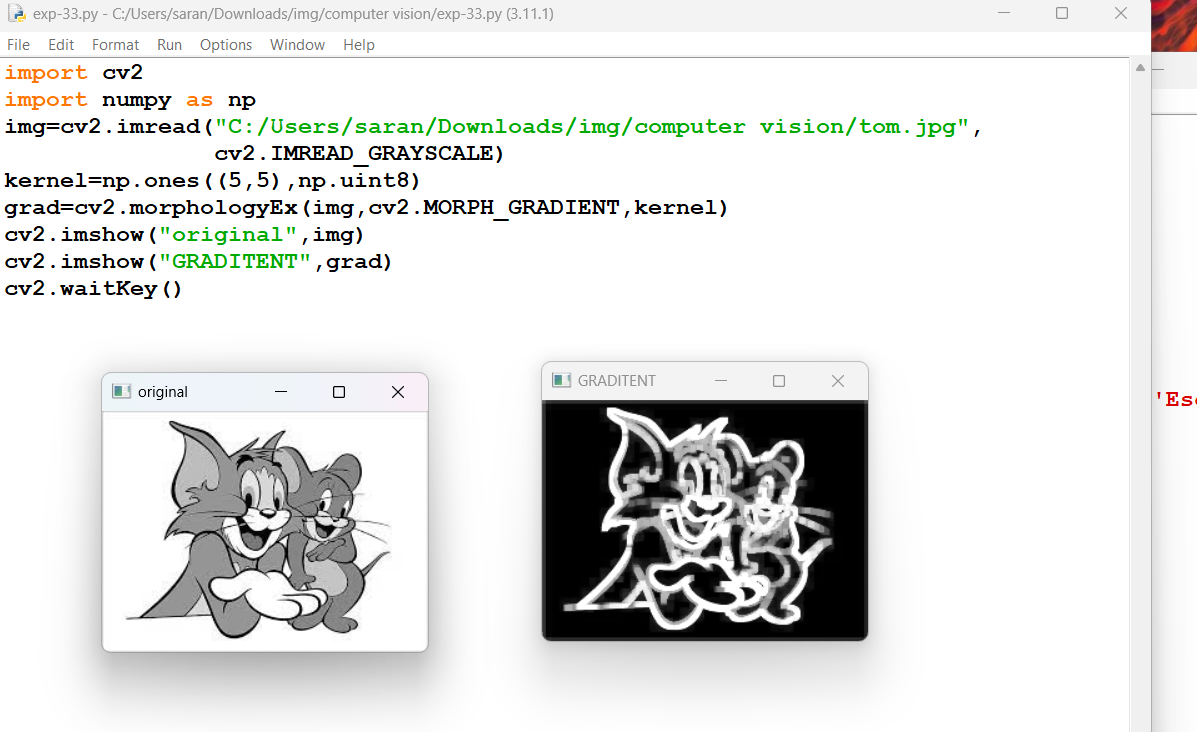 exp-33.py - C:/Users/saran/Downloads/img/computer vision/exp-33.py (3.11.1)
File Edit Format Run Options Window Help
import cv2
import numpy as np
img=cv2.imread("C:/Users/saran/Downloads/img/computer vision/tom.jpg",
cv2.IMREAD_GRAYSCALE)
kernel=np.ones((5,5),np.uint8)
grad=cv2.morphologyEx(img,cv2.MORPH_GRADIENT,kernel)
cv2.imshow("original",img)
cv2.imshow("GRADITENT",grad)
cv2.waitKey()
original
GRADITENT